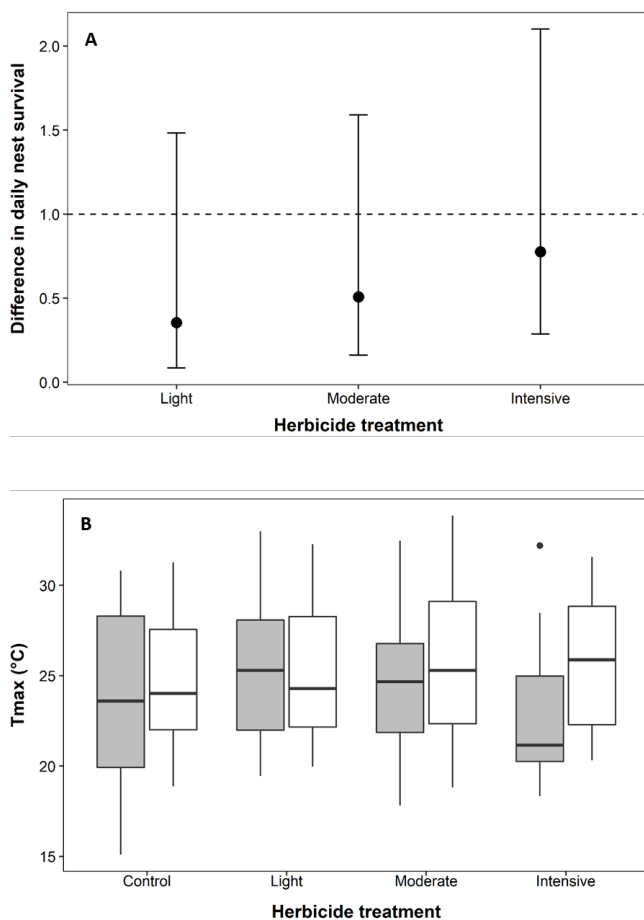 A
Difference in daily nest survival
2.0
1.5
1.0
0.5
0.0
Light Moderate Intensive
Herbicide treatment
B
Tmax (°C)
30
25
20
15
Control Light Moderate Intensive
Herbicide treatment